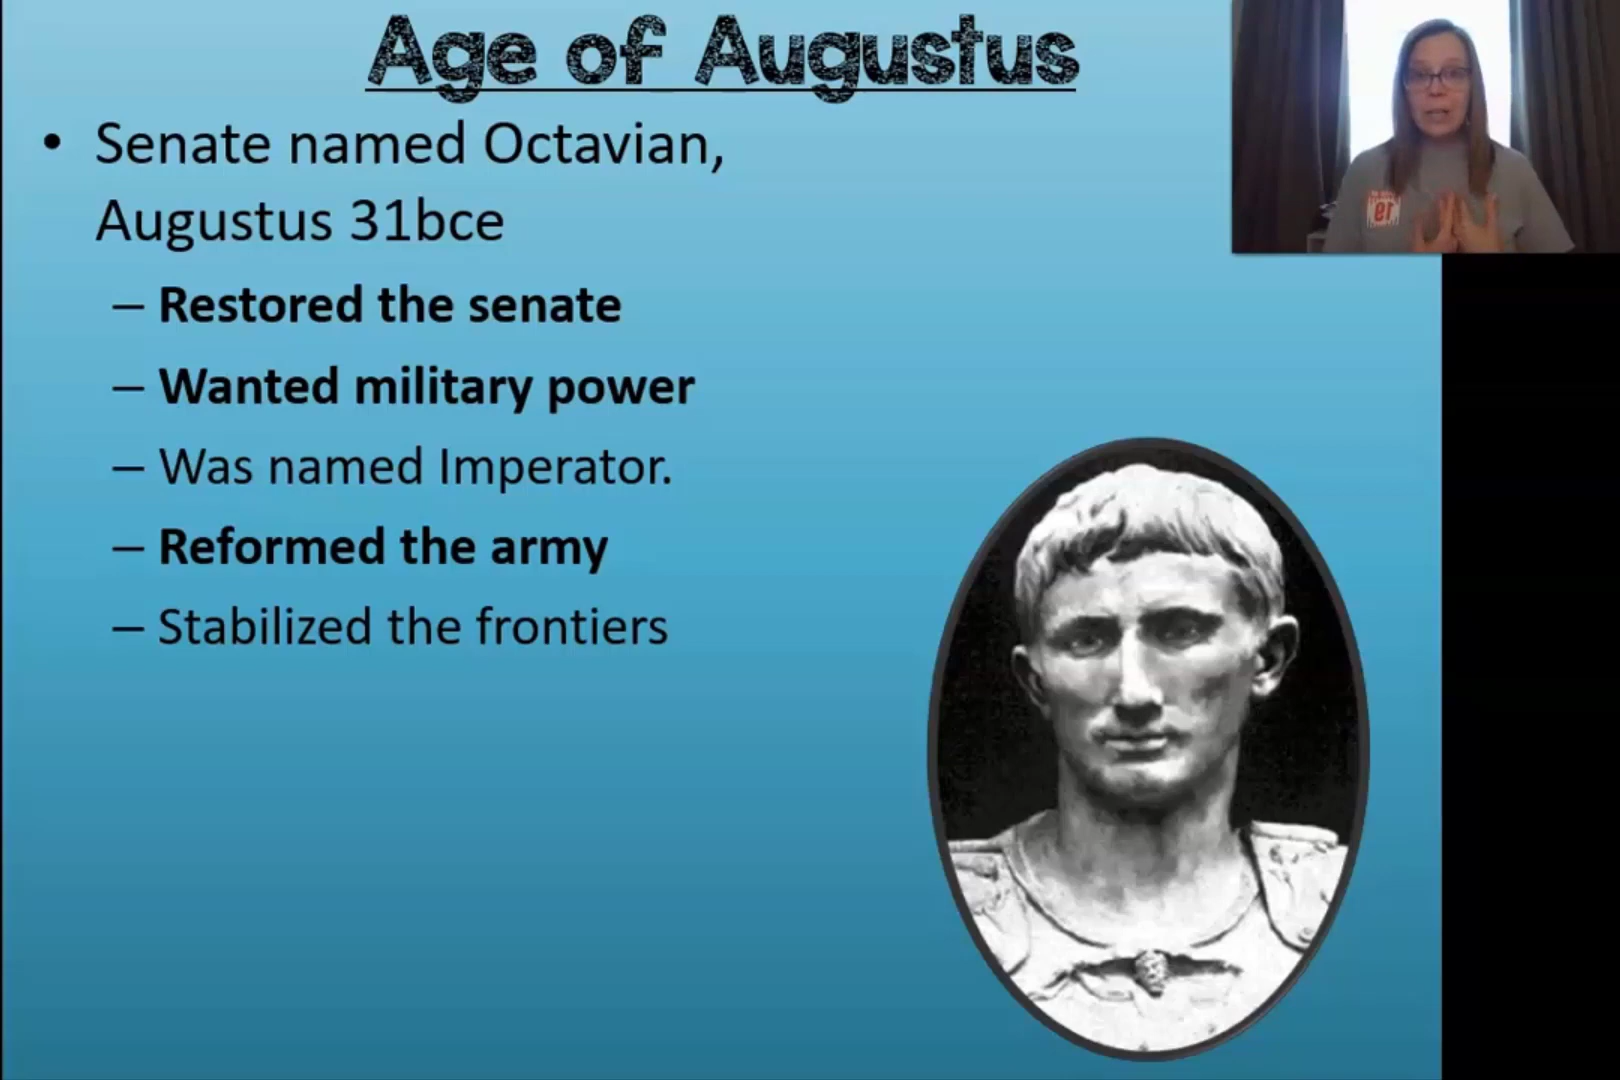 Age of Augustus
• Senate named Octavian,
Augustus 31bce
– Restored the senate
– Wanted military power
– Was named Imperator.
– Reformed the army
– Stabilized the frontiers